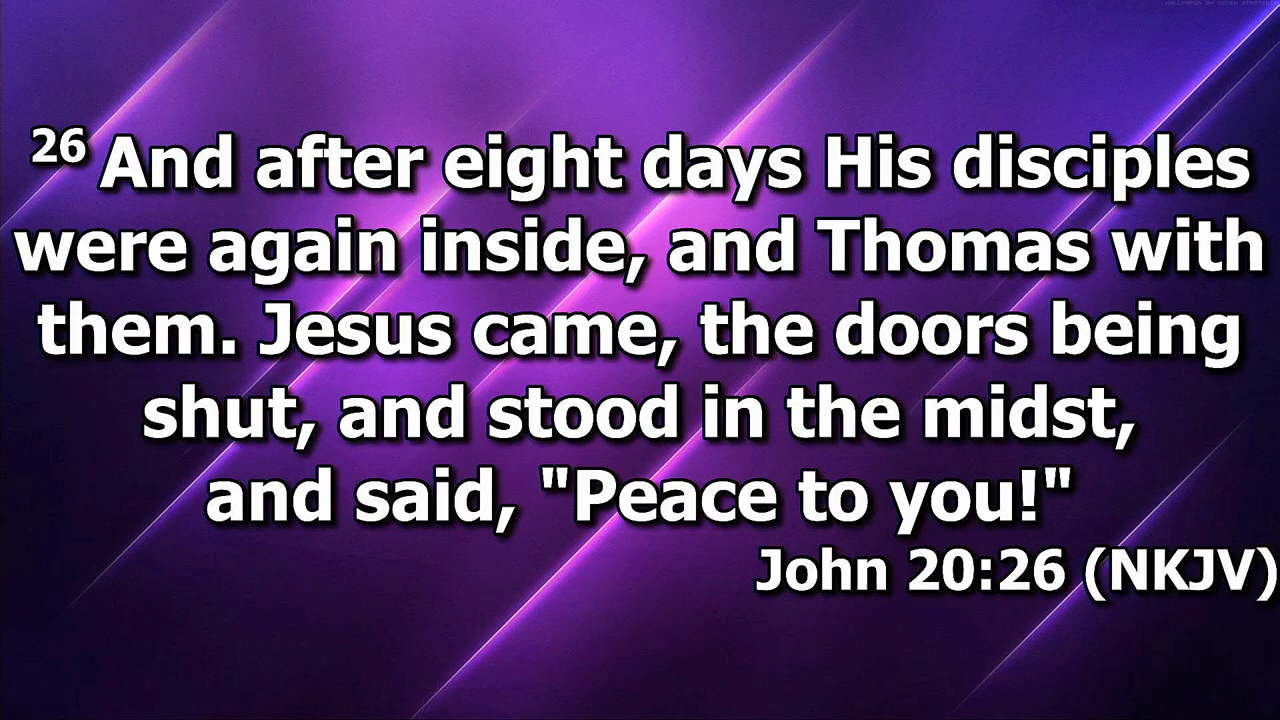 26 And after eight days His disciples
were again inside, and Thomas with
them. Jesus came, the doors being
shut, and stood in the midst,
and said, "Peace to you!"
John 20:26 (NKJV)